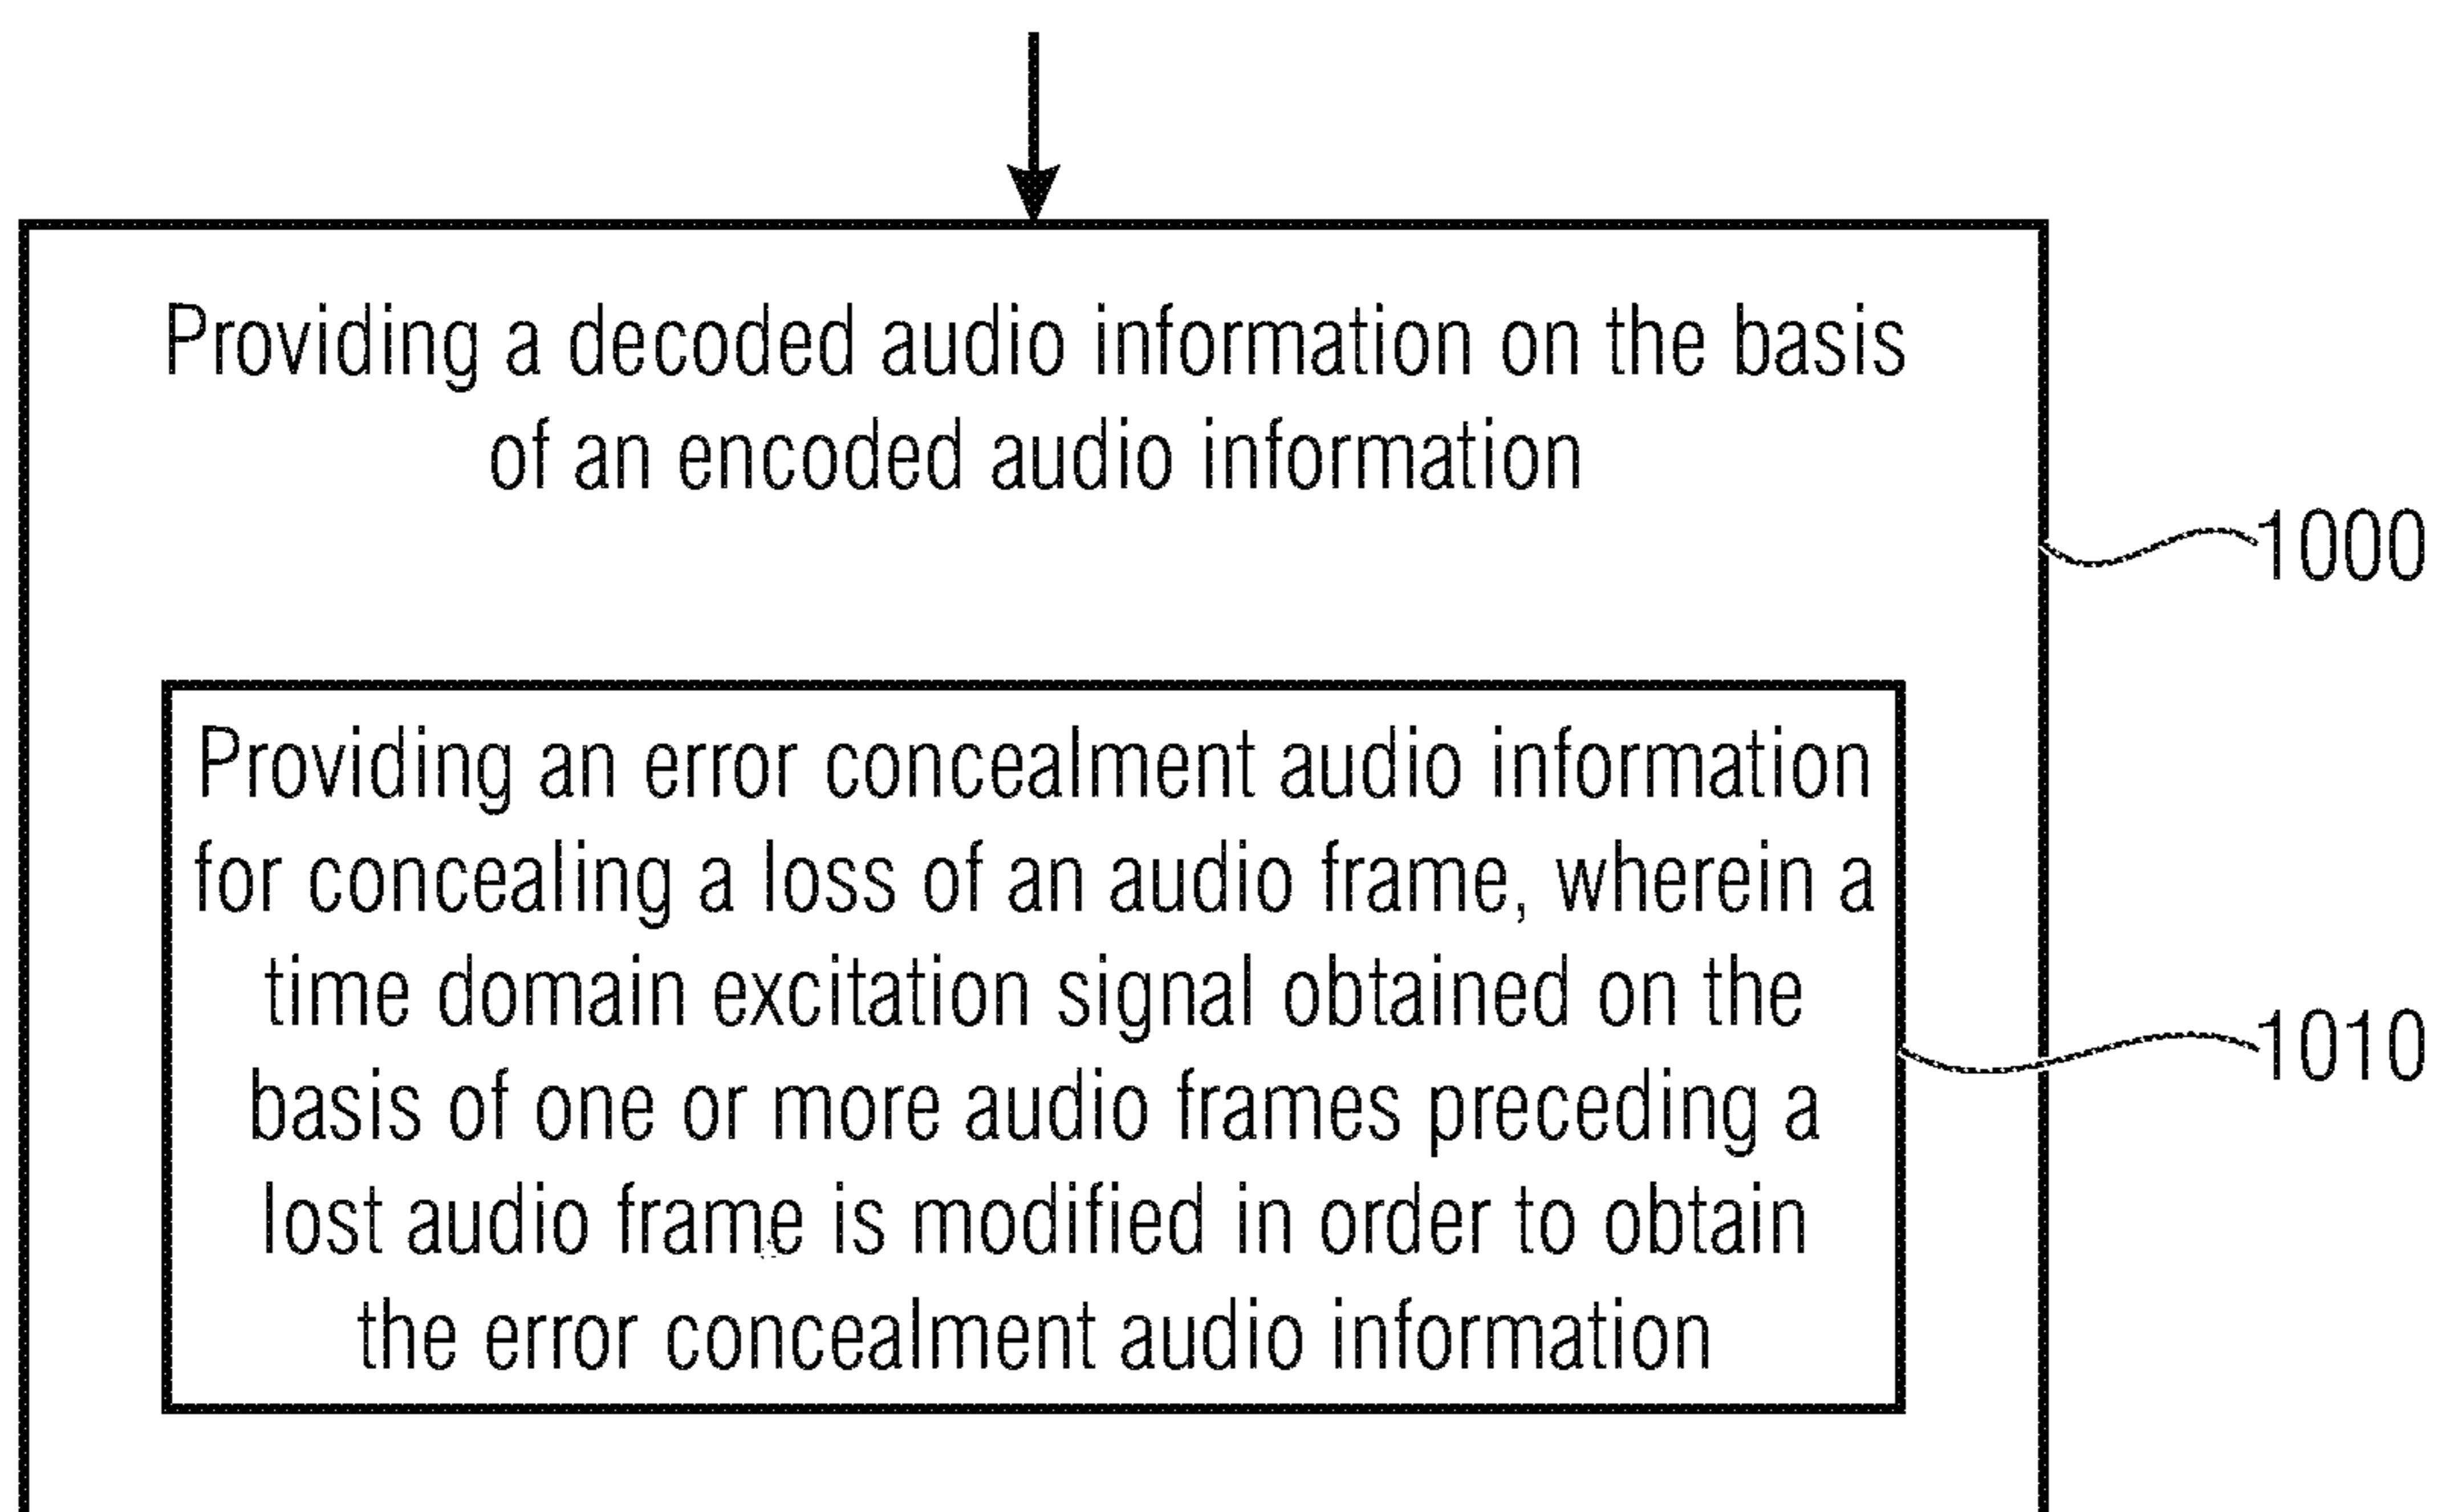 Providing a decoded audio information on the basis
of an encoded audio information
1000
Providing an error concealment audio information
for concealing a loss of an audio frame, wherein a
time domain excitation signal obtained on the
basis of one or more audio frames preceding a
lost audio frame is modified in order to obtain
the error concealment audio information
1010